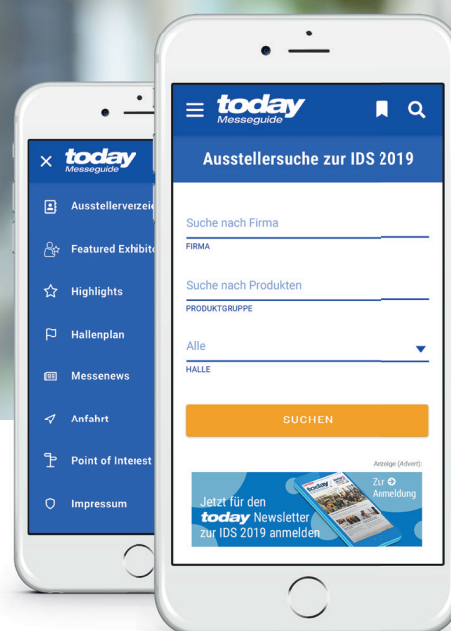 today
Messeguide
Featured Exhibito
Highlights
Hallenplan
Messenews
Anfahrt
Point of Interest
Impressum
today
Messeguide
Ausstellersuche zur IDS 2019
Suche nach Firma
FIRMA
Suche nach Produkten
PRODUKTGRUPPE
Alle
HALLE
SUCHEN
Anzeige (Advert):
Jetzt für den
today Newsletter
zur IDS 2019 anmelden
Zur
Anmeldung
today